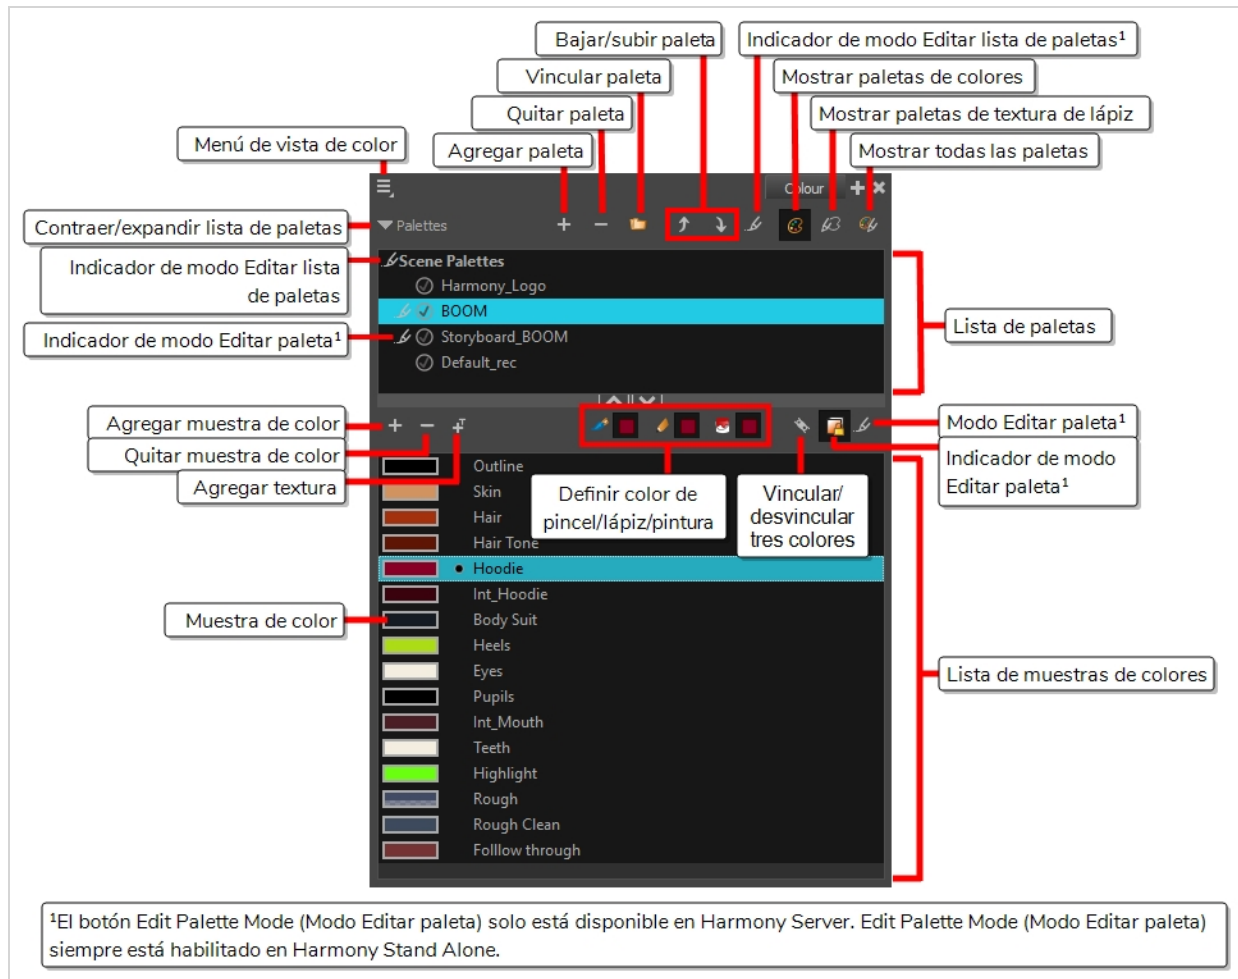 Bajar/subir paleta
Indicador de modo Editar lista de paletas¹
Vincular paleta
Mostrar paletas de colores
Quitar paleta
Mostrar paletas de textura de lápiz
Menú de vista de color
Agregar paleta
Mostrar todas las paletas
Colour
Contraer/expandir lista de paletas
Palettes
Indicador de modo Editar lista
de paletas
Scene Palettes
Harmony_Logo
BOOM
Lista de paletas
Indicador de modo Editar paleta¹
Storyboard_BOOM
Default_rec
Agregar muestra de color
Modo Editar paleta¹
Quitar muestra de color
Indicador de modo
Editar paleta¹
Agregar textura
Definir color de
pincel/lápiz/pintura
Vincular/
desvincular
tres colores
Outline
Skin
Hair
Hair Tone
Hoodie
Int_Hoodie
Muestra de color
Body Suit
Heels
Eyes
Lista de muestras de colores
Pupils
Int_Mouth
Teeth
Highlight
Rough
Rough Clean
Folllow through
¹El botón Edit Palette Mode (Modo Editar paleta) solo está disponible en Harmony Server. Edit Palette Mode (Modo Editar paleta)
siempre está habilitado en Harmony Stand Alone.